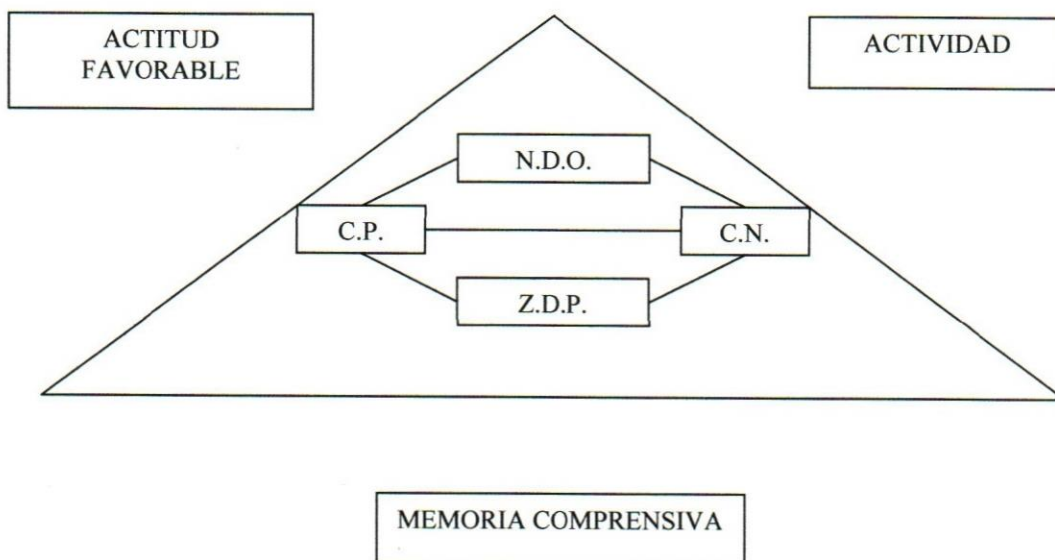 ACTITUD
FAVORABLE
ACTIVIDAD
N.D.O.
C.P.
C.N.
Z.D.P.
MEMORIA COMPRENSIVA